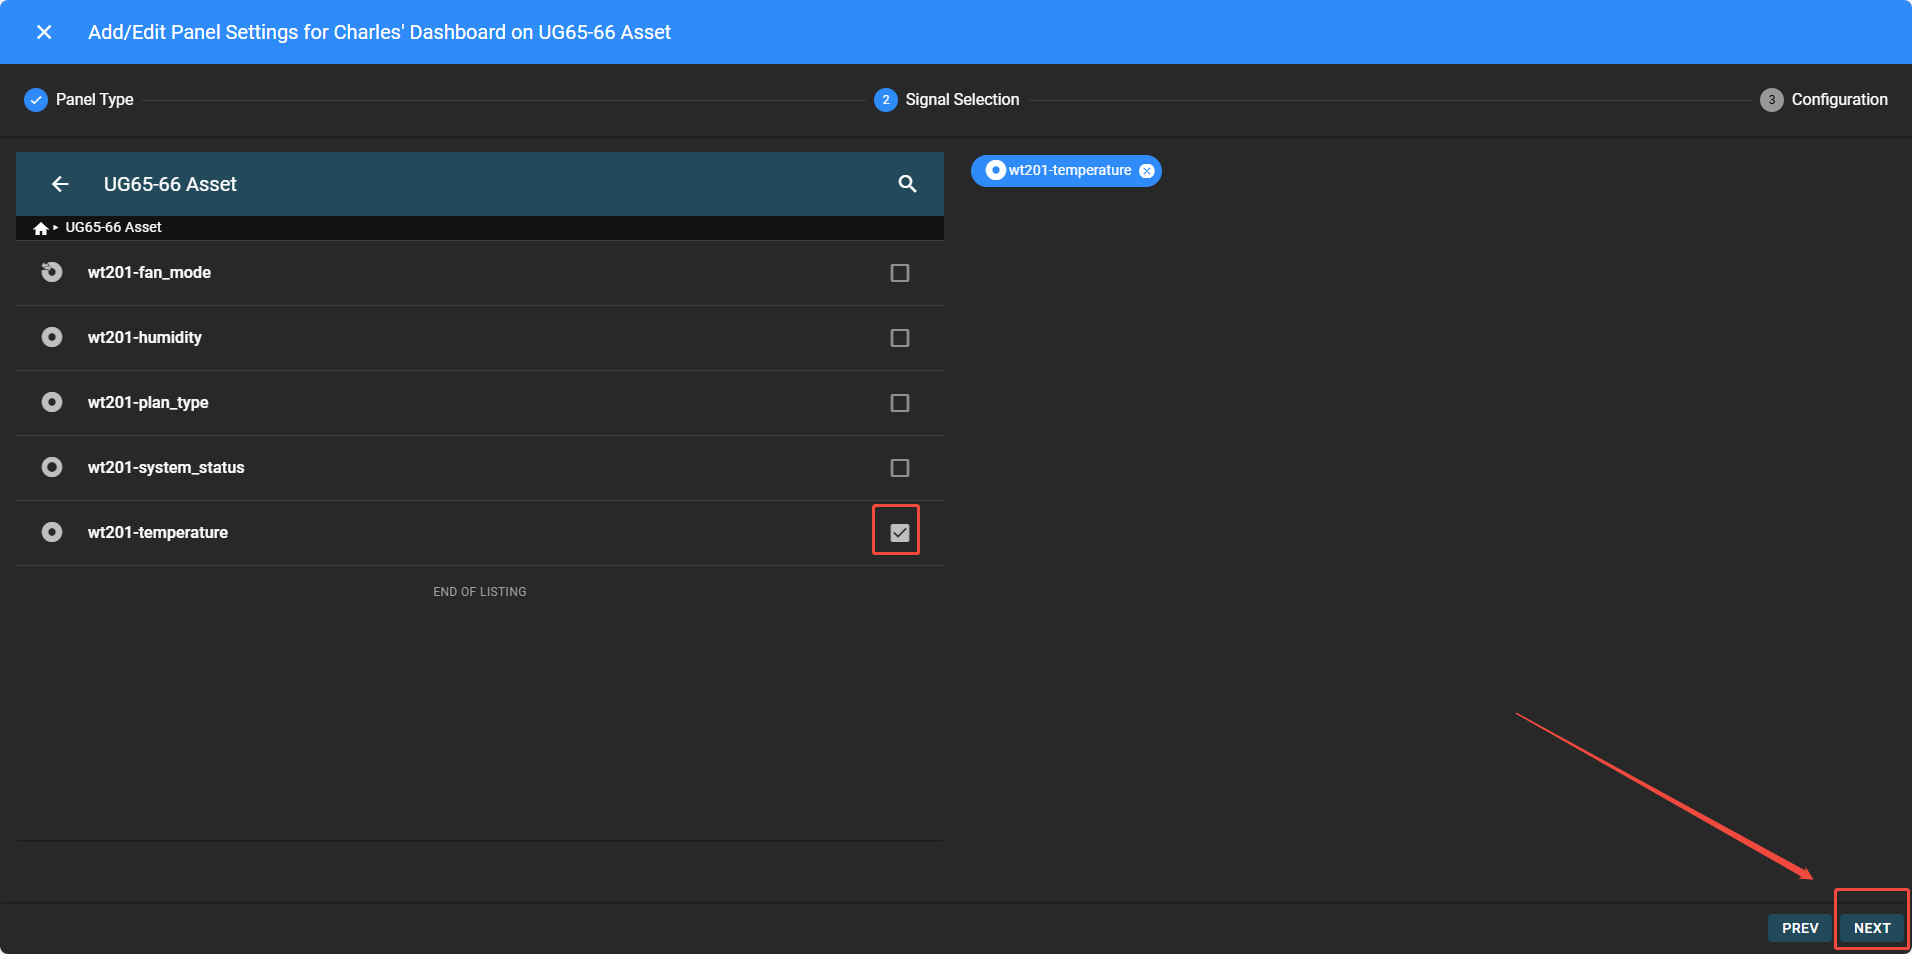 Add/Edit Panel Settings for Charles' Dashboard on UG65-66 Asset
Panel Type
2 Signal Selection
3 Configuration
UG65-66 Asset
UG65-66 Asset
wt201-fan_mode
wt201-humidity
wt201-plan_type
wt201-system_status
wt201-temperature
END OF LISTING
wt201-temperature
PREV
NEXT